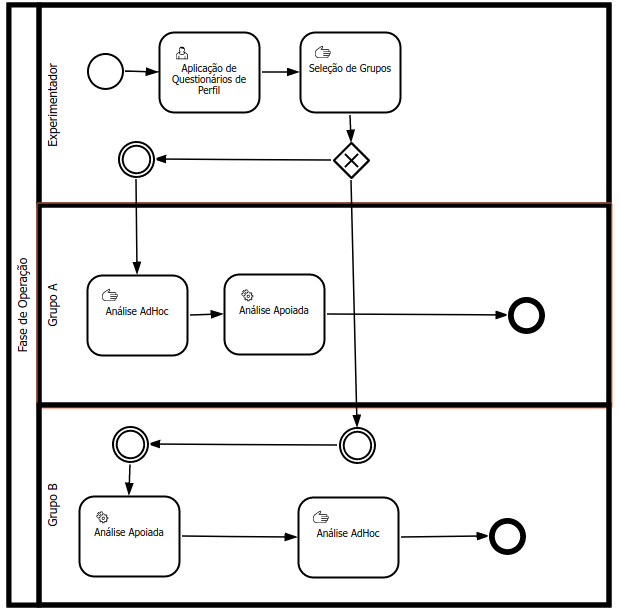 Fase de Operação
Experimentador
Aplicação de
Questionários de
Perfil
Seleção de Grupos
Grupo A
Análise AdHoc
Análise Apoiada
Grupo B
Análise Apoiada
Análise AdHoc